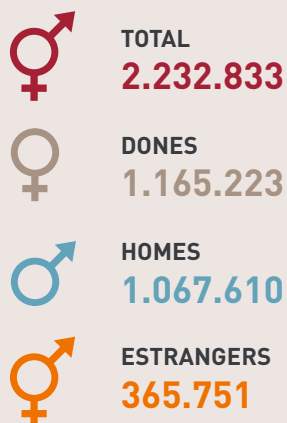 TOTAL
2.232.833
DONES
1.165.223
HOMES
1.067.610
ESTRANGERS
365.751